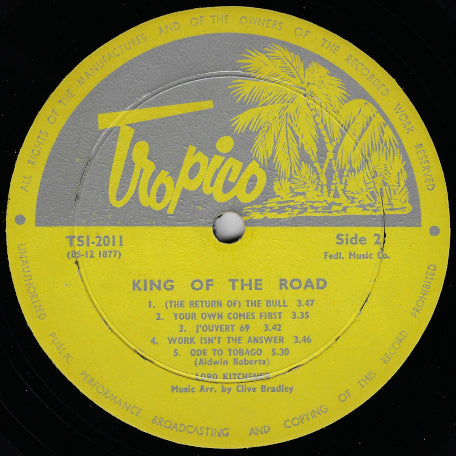 ALL RIGHTS OF THE MANUFACTURES AND OF THE OWNERS OF THE RECORDED WORK RESERVED
Tropico
TSI-2011
(BS-12 1877)
Side 2
Fedl. Music Co.
KING OF THE ROAD
1. (THE RETURN OF) THE BULL 3.47
2. YOUR OWN COMES FIRST 3.35
3. J'OUVERT 69 3.42
4. WORK ISN'T THE ANSWER 3.46
5. ODE TO TOBAGO 5.30
(Aldwin Roberts)
LORD KITCHENER
Music Arr. by Clive Bradley
UNAUTHORIZED PUBLIC PERFORMANCE BROADCASTING AND COPYING OF THIS RECORD PROHIBITED